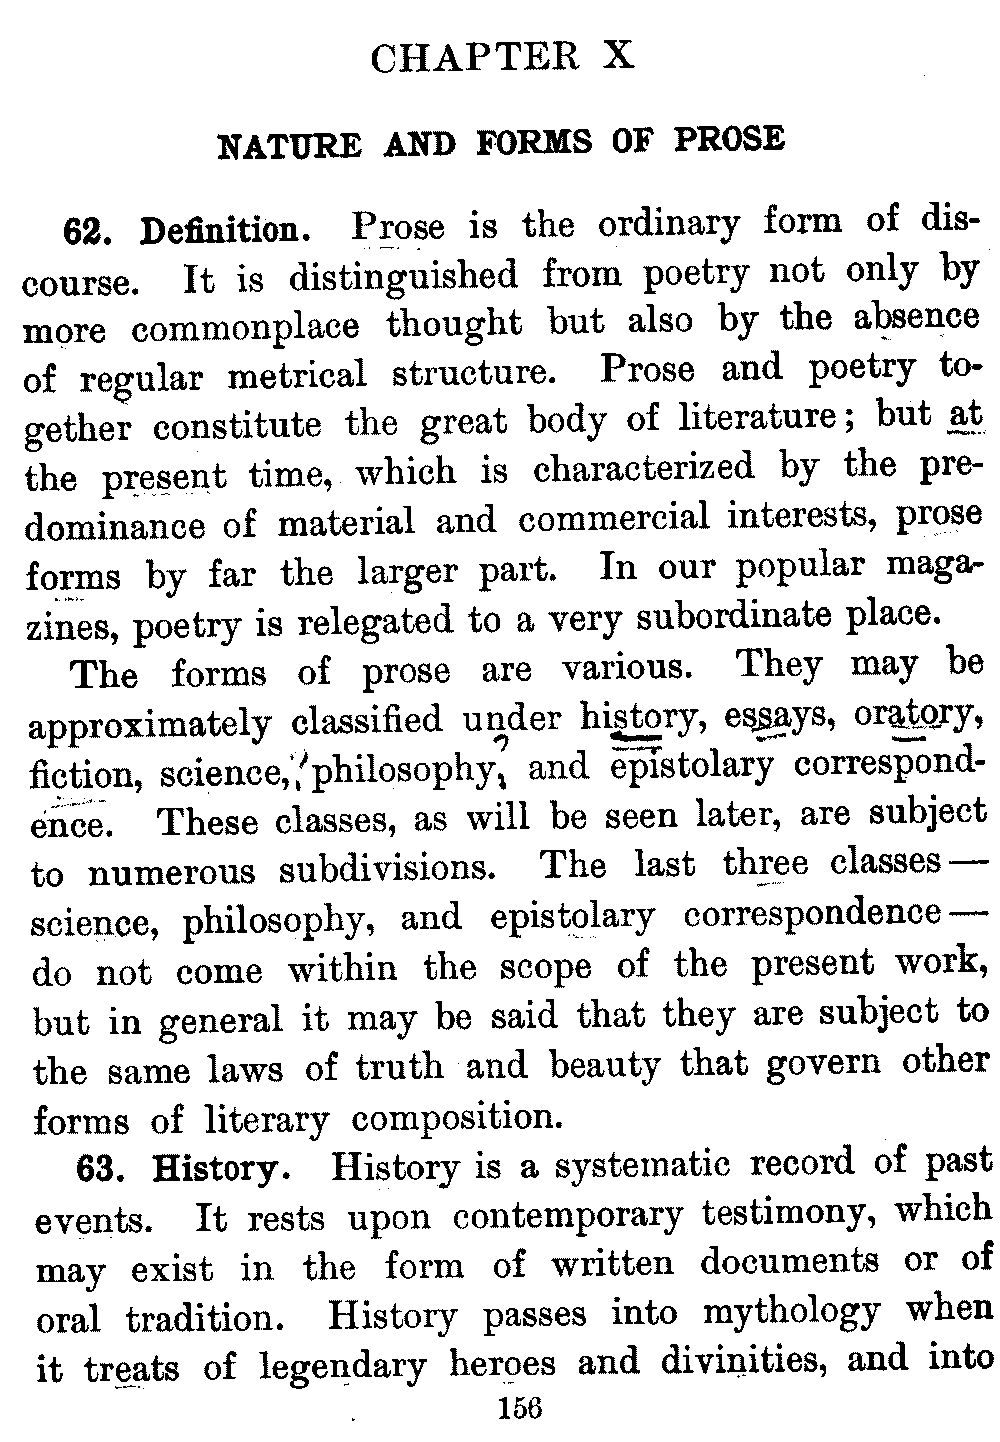 CHAPTER X
NATURE AND FORMS OF PROSE
62. Definition. Prose is the ordinary form of dis-
course. It is distinguished from poetry not only by
more commonplace thought but also by the absence
of regular metrical structure. Prose and poetry to-
gether constitute the great body of literature; but at
the present time, which is characterized by the pre-
dominance of material and commercial interests, prose
forms by far the larger part. In our popular maga-
zines, poetry is relegated to a very subordinate place.
The forms of prose are various. They may be
approximately classified under history, essays, oratory,
fiction, science, philosophy, and epistolary correspond-
ence. These classes, as will be seen later, are subject
to numerous subdivisions. The last three classes—
science, philosophy, and epistolary correspondence—
do not come within the scope of the present work,
but in general it may be said that they are subject to
the same laws of truth and beauty that govern other
forms of literary composition.
63. History. History is a systematic record of past
events. It rests upon contemporary testimony, which
may exist in the form of written documents or of
oral tradition. History passes into mythology when
it treats of legendary heroes and divinities, and into
156